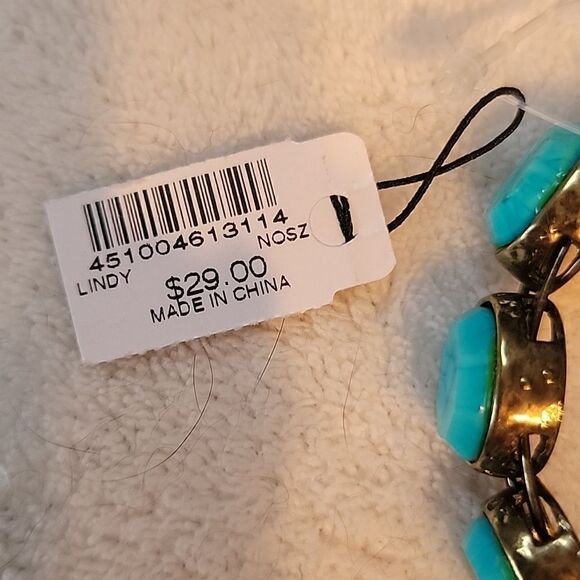 451004613114
LINDY NOSZ
$29.00
MADE IN CHINA